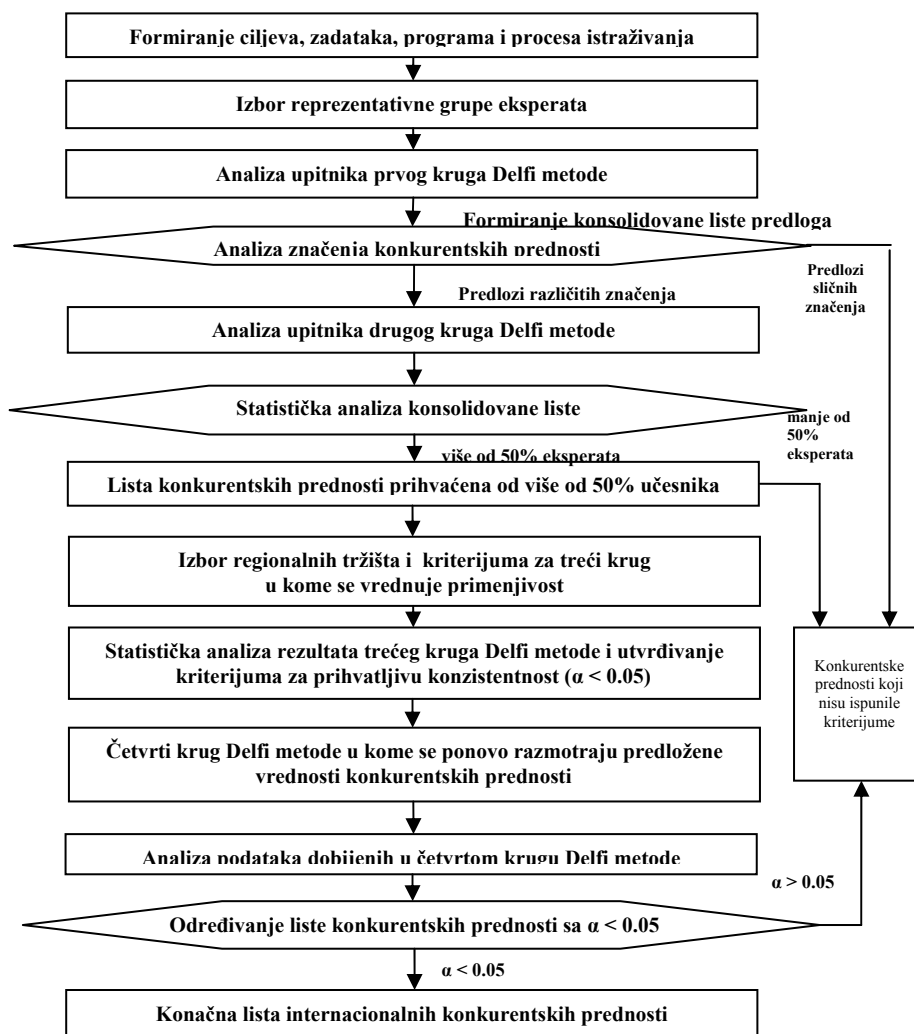 Formiranje ciljeva, zadataka, programa i procesa istraživanja
Izbor reprezentativne grupe eksperata
Analiza upitnika prvog kruga Delfi metode
Formiranje konsolidovane liste predloga
Analiza značenja konkurentskih prednosti
Predlozi
sličnih
značenja
Predlozi različitih značenja
Analiza upitnika drugog kruga Delfi metode
Statistička analiza konsolidovane liste
manje od
50%
eksperata
više od 50% eksperata
Lista konkurentskih prednosti prihvaćena od više od 50% učesnika
Izbor regionalnih tržišta i kriterijuma za treći krug
u kome se vrednuje primenjivost
Statistička analiza rezultata trećeg kruga Delfi metode i utvrđivanje
kriterijuma za prihvatljivu konzistentnost (α < 0.05)
Konkurentske
prednosti koji
nisu ispunile
kriterijume
Četvrti krug Delfi metode u kome se ponovo razmotraju predložene
vrednosti konkurentskih prednosti
Analiza podataka dobijenih u četvrtom krugu Delfi metode
α > 0.05
Određivanje liste konkurentskih prednosti sa α < 0.05
α < 0.05
Konačna lista internacionalnih konkurentskih prednosti